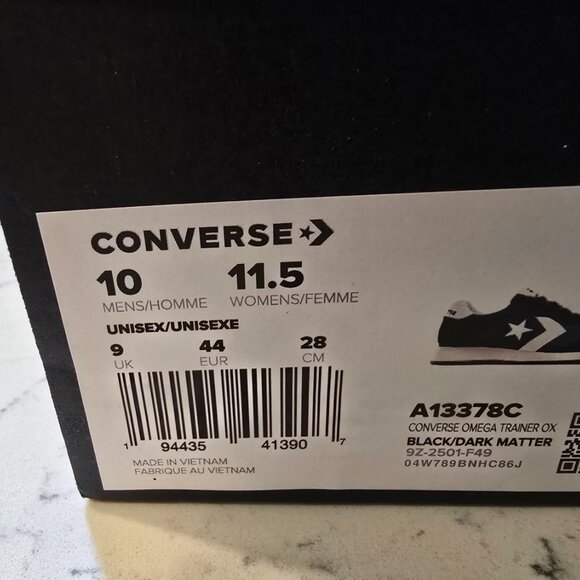 CONVERSE
10 11.5
MENS/HOMME WOMENS/FEMME
UNISEX/UNISEXE
9 44 28
UK EUR CM
1 94435 41390 7
MADE IN VIETNAM
FABRIQUE AU VIETNAM
A13378C
CONVERSE OMEGA TRAINER OX
BLACK/DARK MATTER
9Z-2501-F49
04W789BNHC86J